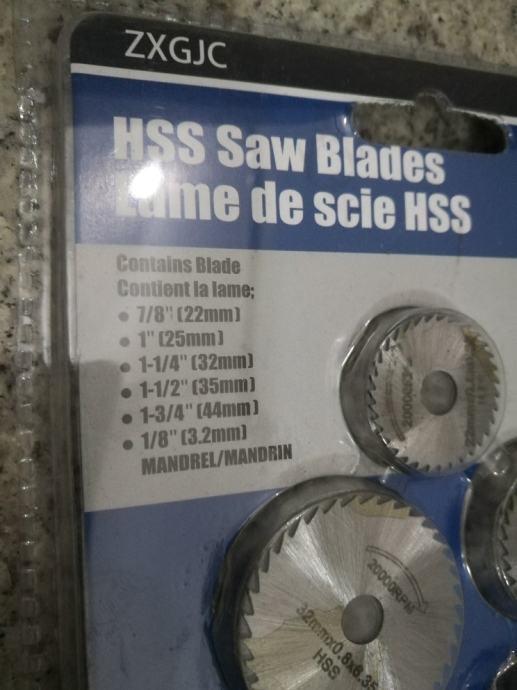 ZXGJC
HSS Saw Blades
Lame de scie HSS
Contains Blade
Contient la lame;
• 7/8" (22mm)
• 1" (25mm)
• 1-1/4" (32mm)
• 1-1/2" (35mm)
• 1-3/4" (44mm)
• 1/8" (3.2mm)
MANDREL/MANDRIN
20000RPM
20000RPM
32mmx0.8x6.35
HSS